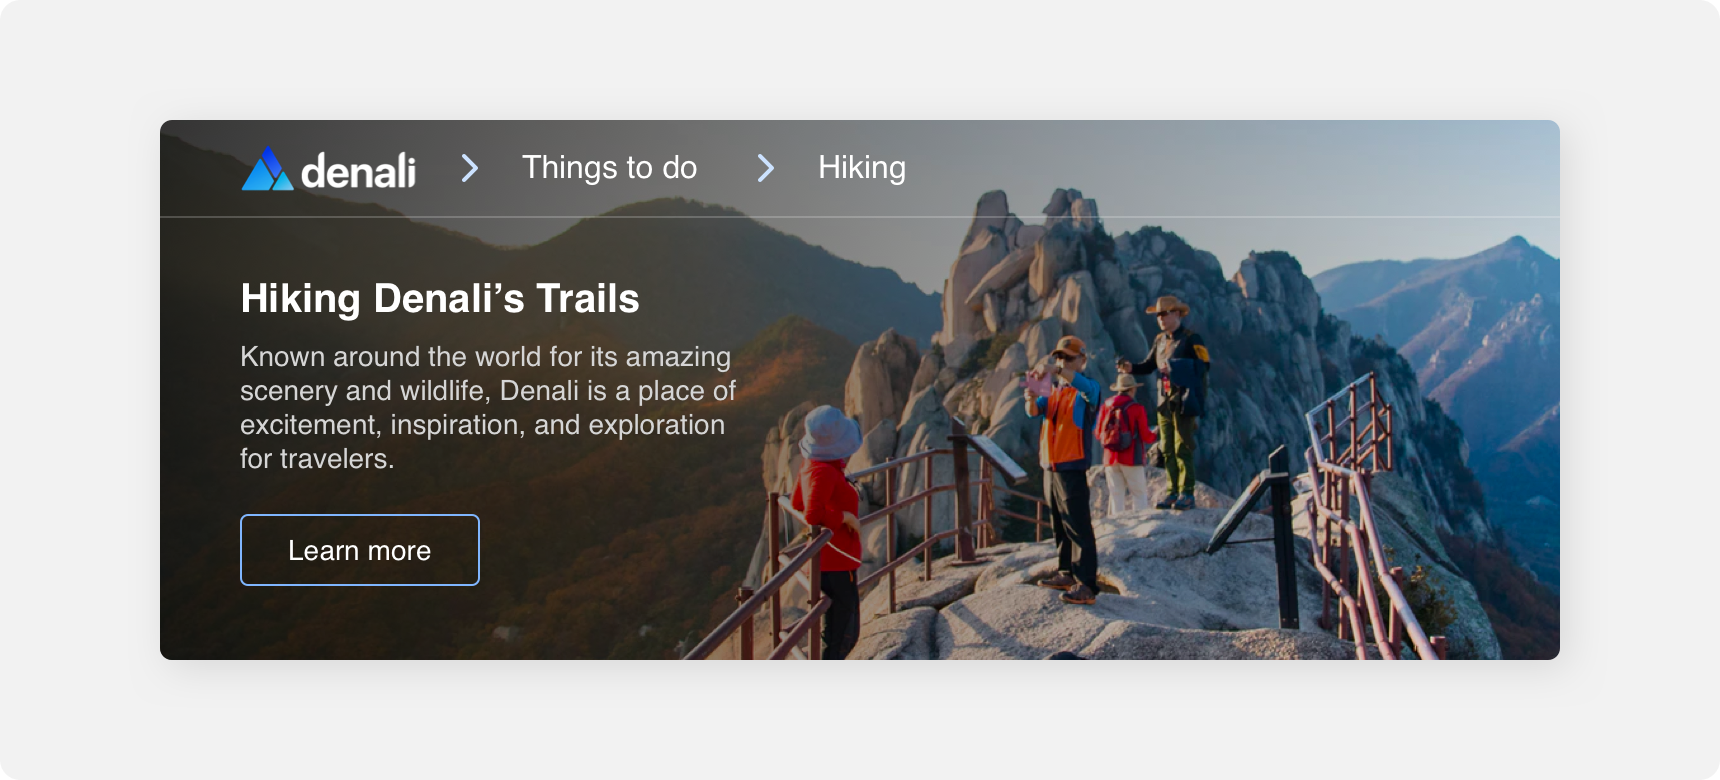 denali Things to do Hiking
Hiking Denali’s Trails
Known around the world for its amazing
scenery and wildlife, Denali is a place of
excitement, inspiration, and exploration
for travelers.
Learn more